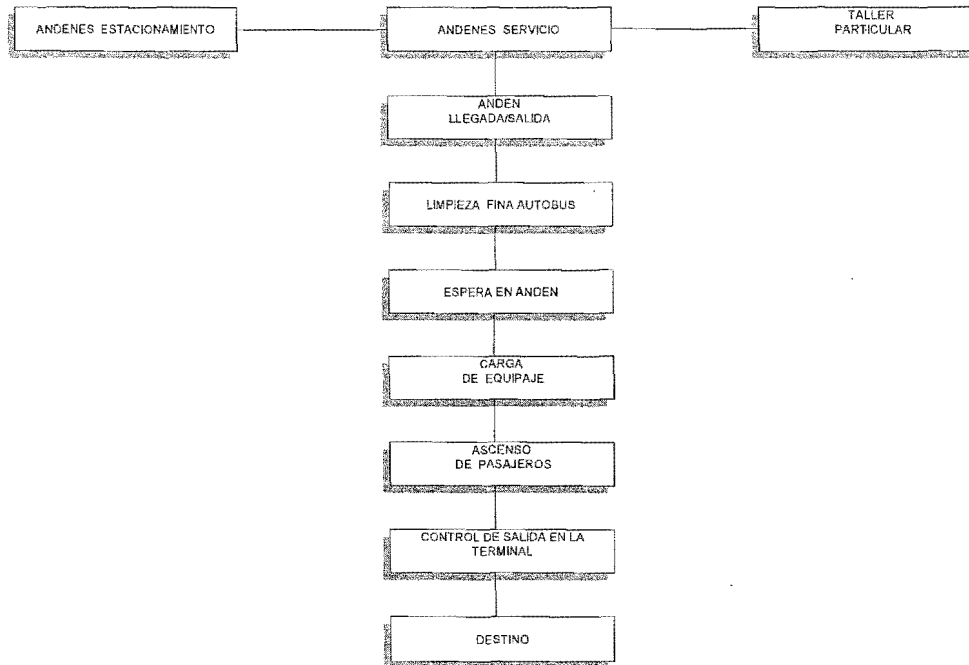 ANDENES ESTACIONAMIENTO
ANDENES SERVICIO
TALLER
PARTICULAR
ANDEN
LLEGADA/SALIDA
LIMPIEZA FINA AUTOBUS
ESPERA EN ANDEN
CARGA
DE EQUIPAJE
ASCENSO
DE PASAJEROS
CONTROL DE SALIDA EN LA
TERMINAL
DESTINO